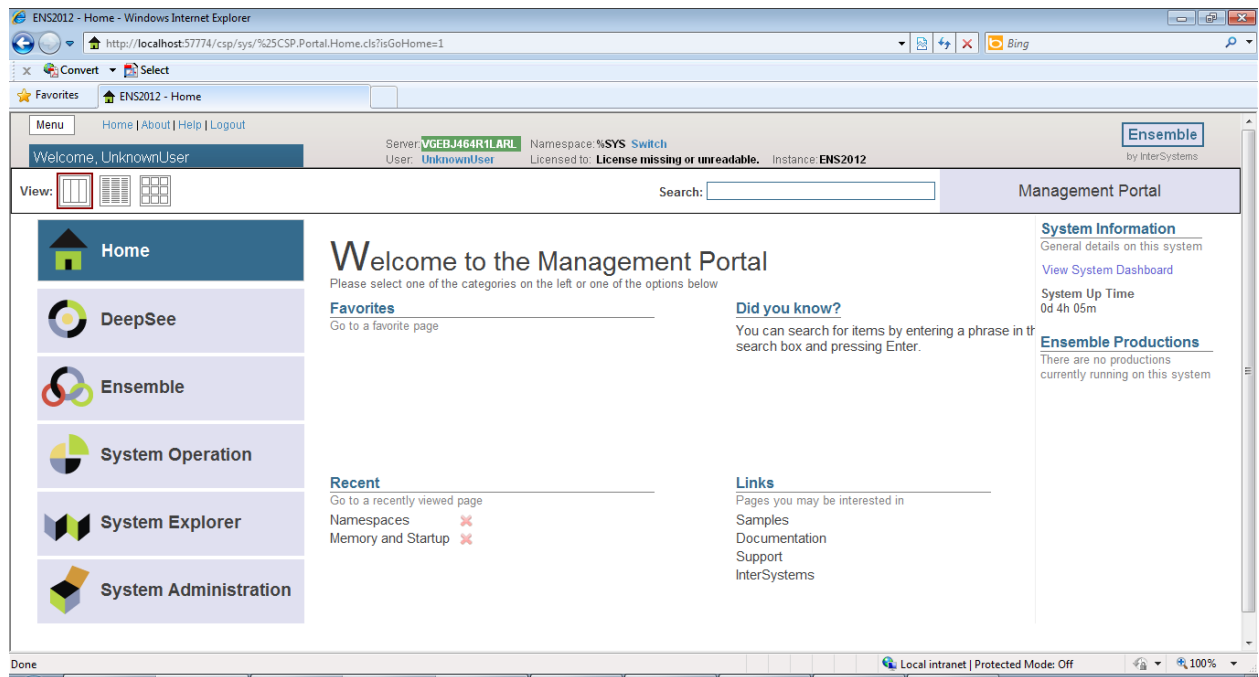 ENS2012 - Home - Windows Internet Explorer
http://localhost:57774/csp/sys/%25CSP.Portal.Home.cls?isGoHome=1
Bing
x Convert Select
Favorites ENS2012 - Home
Menu Home | About | Help | Logout
Server: VGEBJ464R1LARL Namespace: %SYS Switch
Ensemble
Welcome, UnknownUser
User: UnknownUser Licensed to: License missing or unreadable. Instance: ENS2012
by InterSystems
View: Search: Management Portal
Home
DeepSee
Ensemble
System Operation
System Explorer
System Administration
Welcome to the Management Portal
Please select one of the categories on the left or one of the options below
Favorites
Go to a favorite page
Did you know?
You can search for items by entering a phrase in th
search box and pressing Enter.
Recent
Go to a recently viewed page
Namespaces
Memory and Startup
Links
Pages you may be interested in
Samples
Documentation
Support
InterSystems
System Information
General details on this system
View System Dashboard
System Up Time
0d 4h 05m
Ensemble Productions
There are no productions
currently running on this system
Done Local intranet | Protected Mode: Off 100%